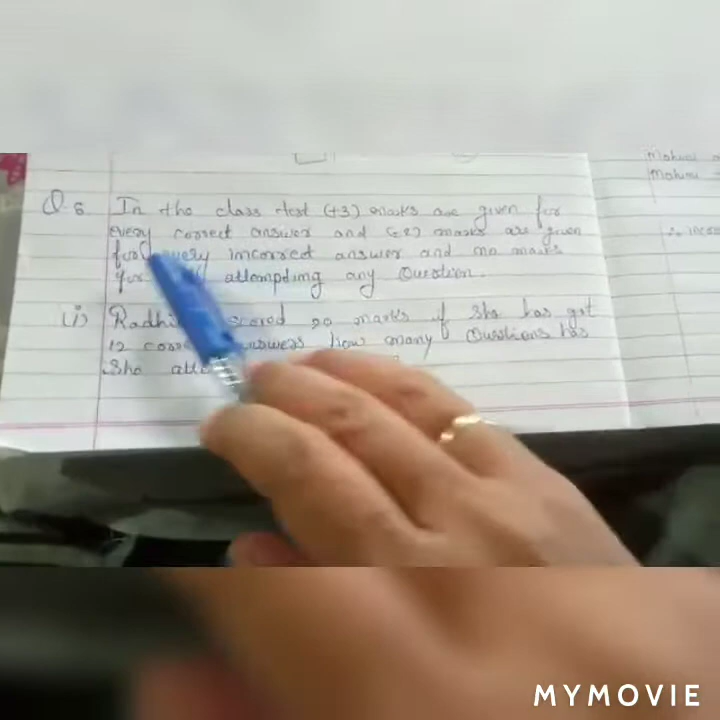 Mohini
Mohini
Q.6 In the class test (+3) marks are given for
every correct answer and (-2) marks are given
for every incorrect answer and no marks
for attempting any Question.
(i) Radhi scored 20 marks if she has got
12 answers how many Questions has
she
MYMOVIE